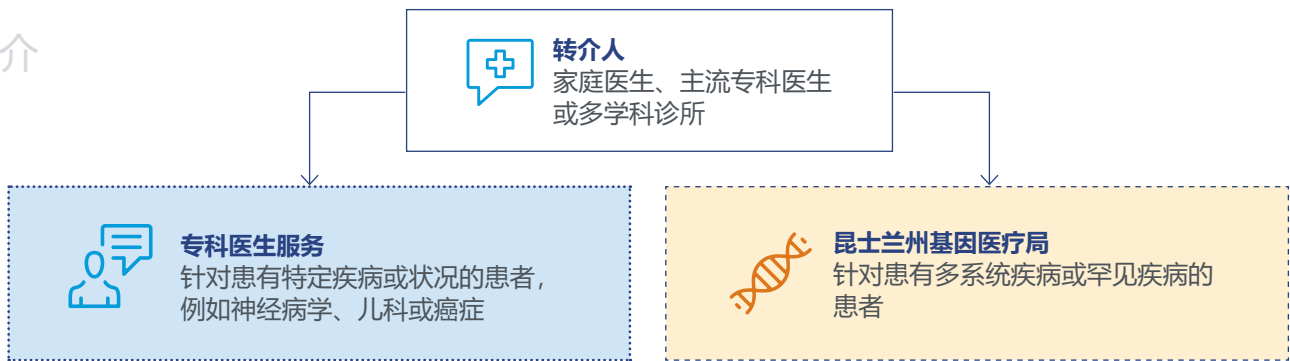 介
转介人
家庭医生、主流专科医生
或多学科诊所
专科医生服务
针对患有特定疾病或状况的患者，
例如神经病学、儿科或癌症
昆士兰州基因医疗局
针对患有多系统疾病或罕见疾病的
患者